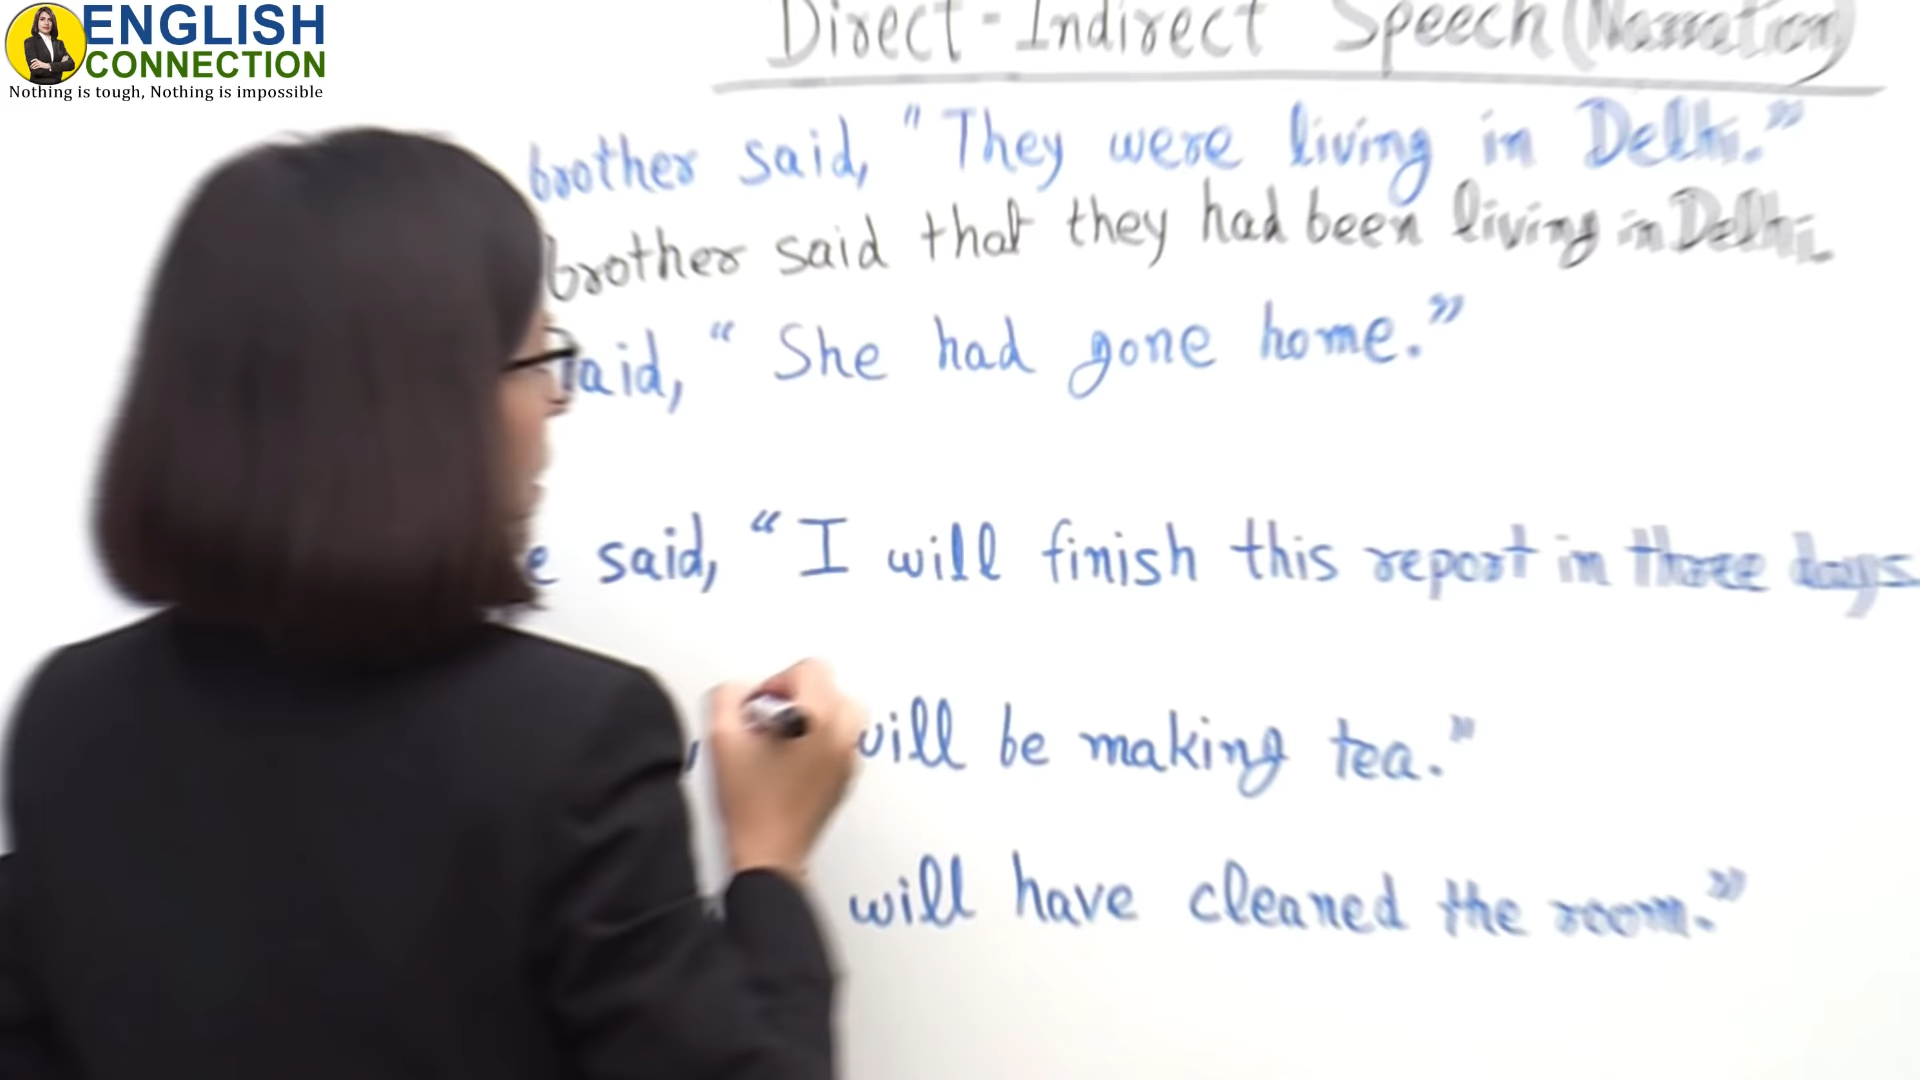 ENGLISH
CONNECTION
Nothing is tough, Nothing is impossible
Direct-Indirect Speech (Narration)
brother said, "They were living in Delhi."
brother said that they had been living in Delhi.
said, "She had gone home."
said, "I will finish this report in three days.
will be making tea."
will have cleaned the room."